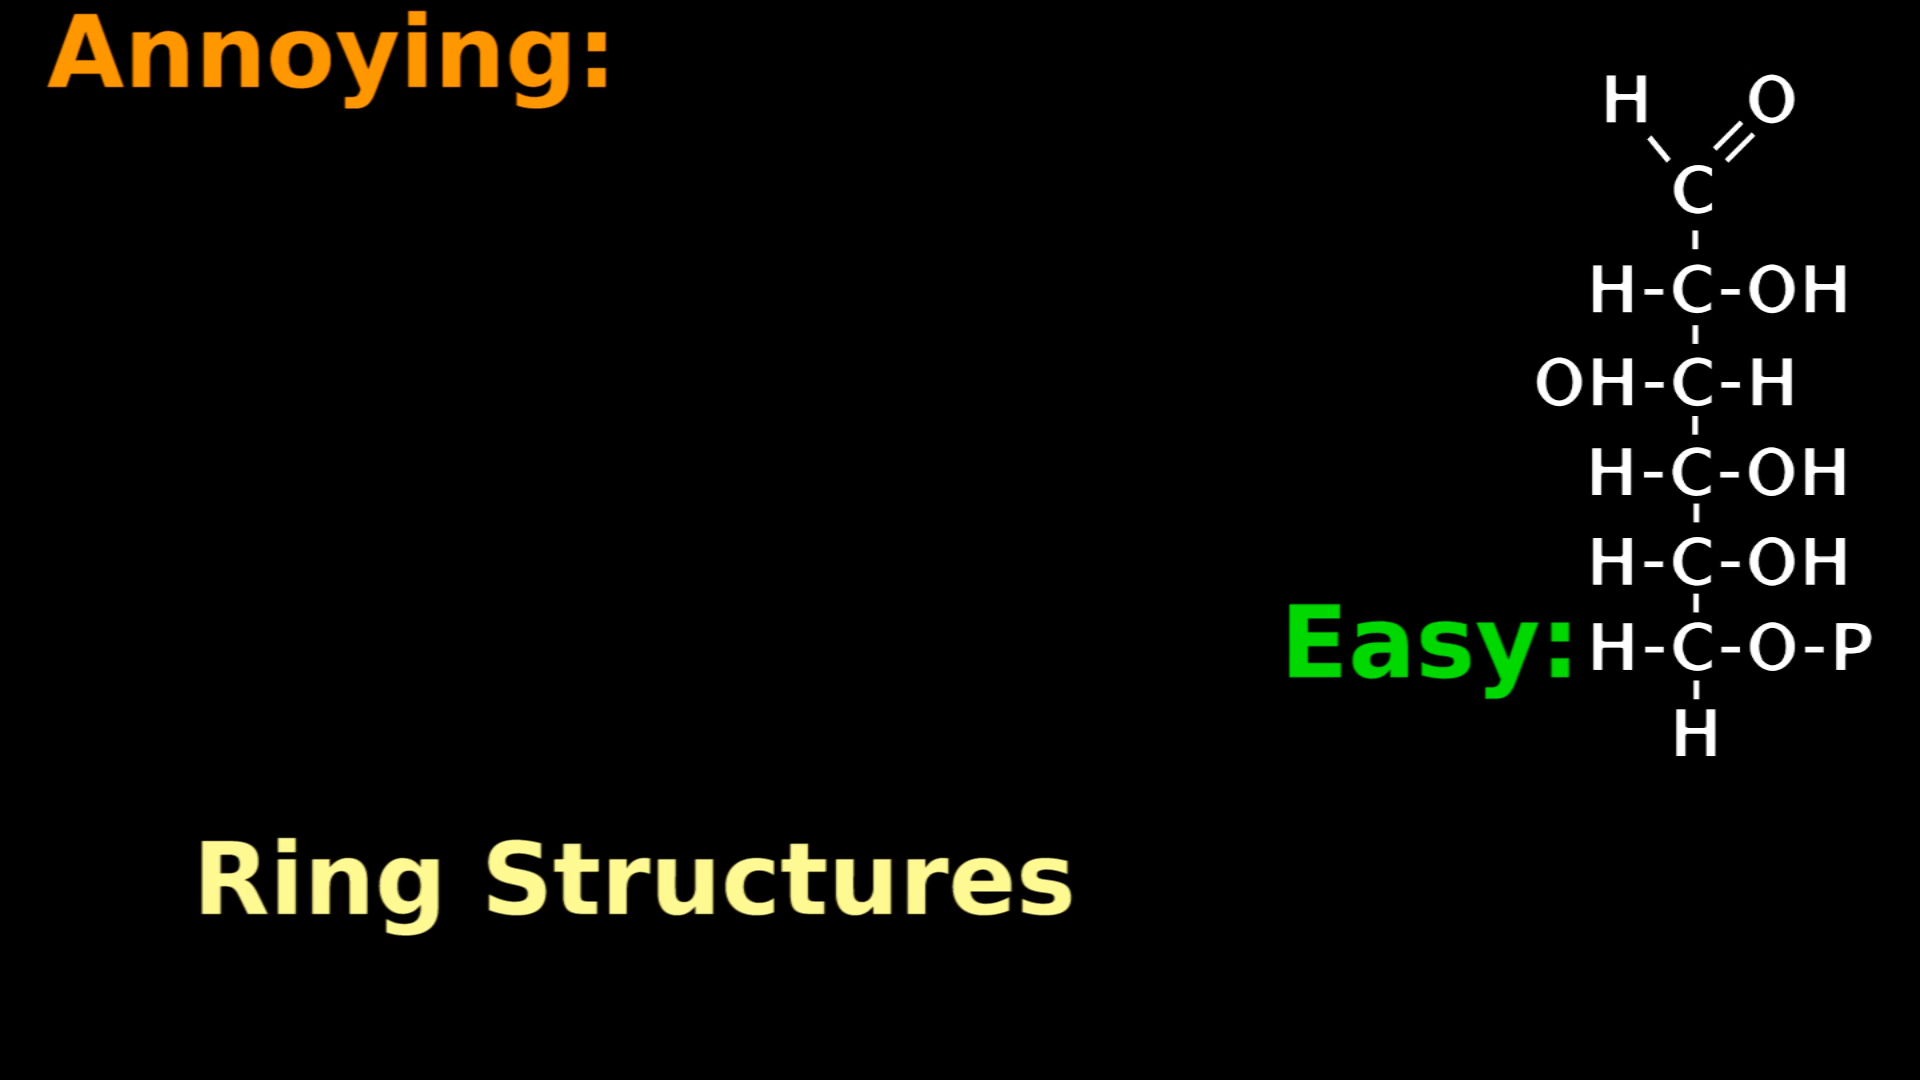 Annoying:
H O
C
H-C-OH
OH-C-H
H-C-OH
H-C-OH
Easy: H-C-O-P
H
Ring Structures